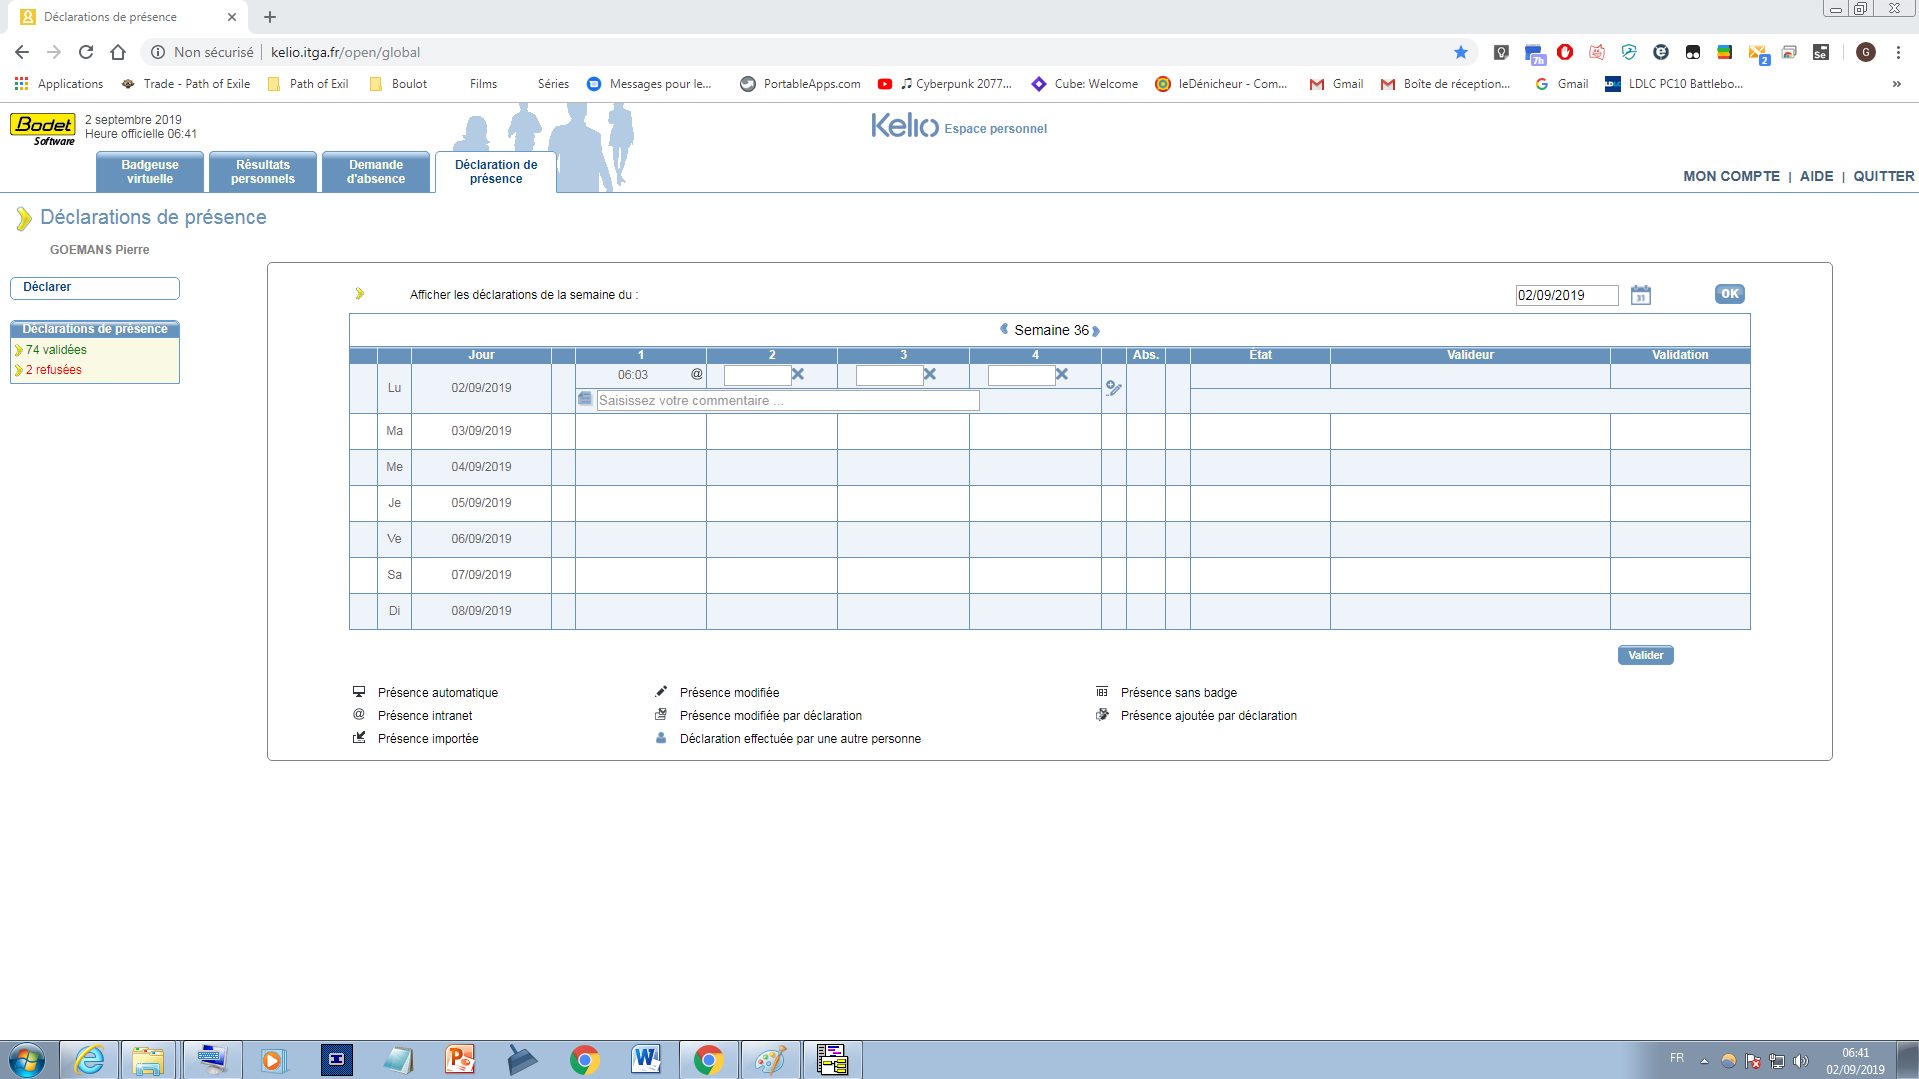 Déclarations de présence
Non sécurisé | kelio.itga.fr/open/global
7h
2
Se
G
Applications
Trade - Path of Exile
Path of Exil
Boulot
Films
Séries
Messages pour le...
PortableApps.com
Cyberpunk 2077...
Cube: Welcome
leDénicheur - Com...
Gmail
Boîte de réception...
Gmail
LDLC PC10 Battlebo...
»
Bodet
Software
2 septembre 2019
Heure officielle 06:41
Kelio Espace personnel
Badgeuse
virtuelle
Résultats
personnels
Demande
d'absence
Déclaration de
présence
MON COMPTE | AIDE | QUITTER
Déclarations de présence
GOEMANS Pierre
Déclarer
Déclarations de présence
74 validées
2 refusées
Afficher les déclarations de la semaine du :
02/09/2019
31
OK
Semaine 36
Jour 1 2 3 4 Abs. État Valideur Validation
Lu 02/09/2019 06:03 @
Saisissez votre commentaire ...
Ma 03/09/2019
Me 04/09/2019
Je 05/09/2019
Ve 06/09/2019
Sa 07/09/2019
Di 08/09/2019
Valider
Présence automatique
Présence modifiée
Présence sans badge
@ Présence intranet
Présence modifiée par déclaration
Présence ajoutée par déclaration
Présence importée
Déclaration effectuée par une autre personne
FR
06:41
02/09/2019